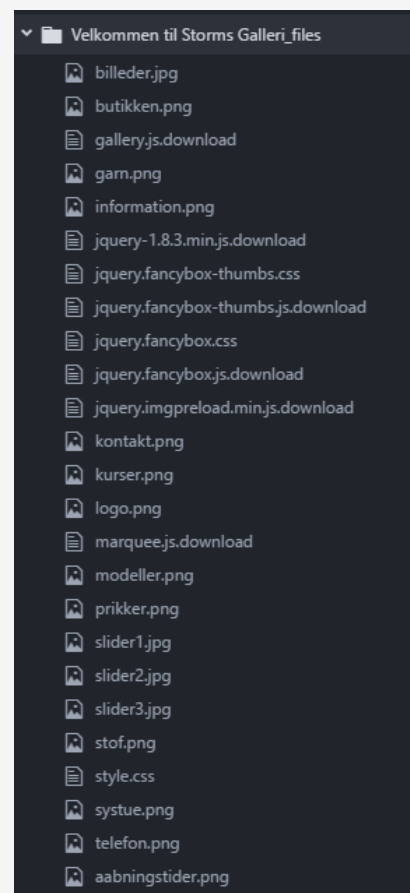 Velkommen til Storms Galleri_files
billeder.jpg
butikken.png
gallery.js.download
garn.png
information.png
jquery-1.8.3.min.js.download
jquery.fancybox-thumbs.css
jquery.fancybox-thumbs.js.download
jquery.fancybox.css
jquery.fancybox.js.download
jquery.imgpreload.min.js.download
kontakt.png
kurser.png
logo.png
marquee.js.download
modeller.png
prikker.png
slider1.jpg
slider2.jpg
slider3.jpg
stof.png
style.css
systue.png
telefon.png
aabningstider.png